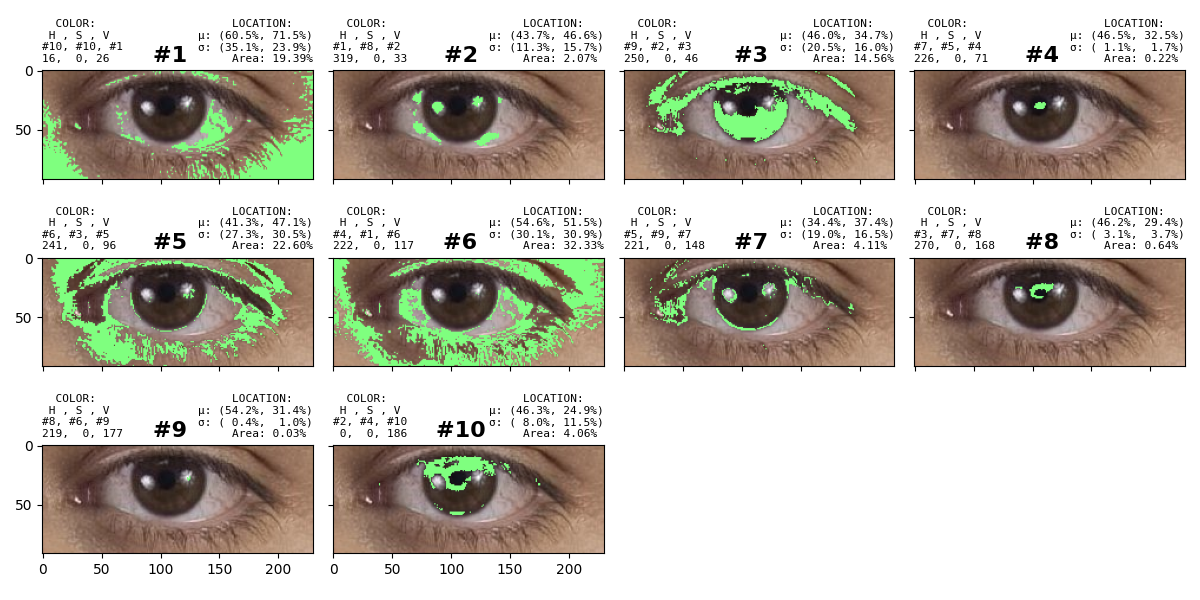 COLOR: LOCATION:
H , S , V μ: (60.5%, 71.5%)
#10, #10, #1 σ: (35.1%, 23.9%)
16, 0, 26 #1 Area: 19.39%
COLOR: LOCATION:
H , S , V μ: (43.7%, 46.6%)
#1, #8, #2 σ: (11.3%, 15.7%)
319, 0, 33 #2 Area: 2.07%
COLOR: LOCATION:
H , S , V μ: (46.0%, 34.7%)
#9, #2, #3 σ: (20.5%, 16.0%)
250, 0, 46 #3 Area: 14.56%
COLOR: LOCATION:
H , S , V μ: (46.5%, 32.5%)
#7, #5, #4 σ: ( 1.1%, 1.7%)
226, 0, 71 #4 Area: 0.22%
0
50
COLOR: LOCATION:
H , S , V μ: (41.3%, 47.1%)
#6, #3, #5 σ: (27.3%, 30.5%)
241, 0, 96 #5 Area: 22.60%
COLOR: LOCATION:
H , S , V μ: (54.6%, 51.5%)
#4, #1, #6 σ: (30.1%, 30.9%)
222, 0, 117 #6 Area: 32.33%
COLOR: LOCATION:
H , S , V μ: (34.4%, 37.4%)
#5, #9, #7 σ: (19.0%, 16.5%)
221, 0, 148 #7 Area: 4.11%
COLOR: LOCATION:
H , S , V μ: (46.2%, 29.4%)
#3, #7, #8 σ: ( 3.1%, 3.7%)
270, 0, 168 #8 Area: 0.64%
0
50
COLOR: LOCATION:
H , S , V μ: (54.2%, 31.4%)
#8, #6, #9 σ: ( 0.4%, 1.0%)
219, 0, 177 #9 Area: 0.03%
COLOR: LOCATION:
H , S , V μ: (46.3%, 24.9%)
#2, #4, #10 σ: ( 8.0%, 11.5%)
0, 0, 186 #10 Area: 4.06%
0
50
0 50 100 150 200
0 50 100 150 200